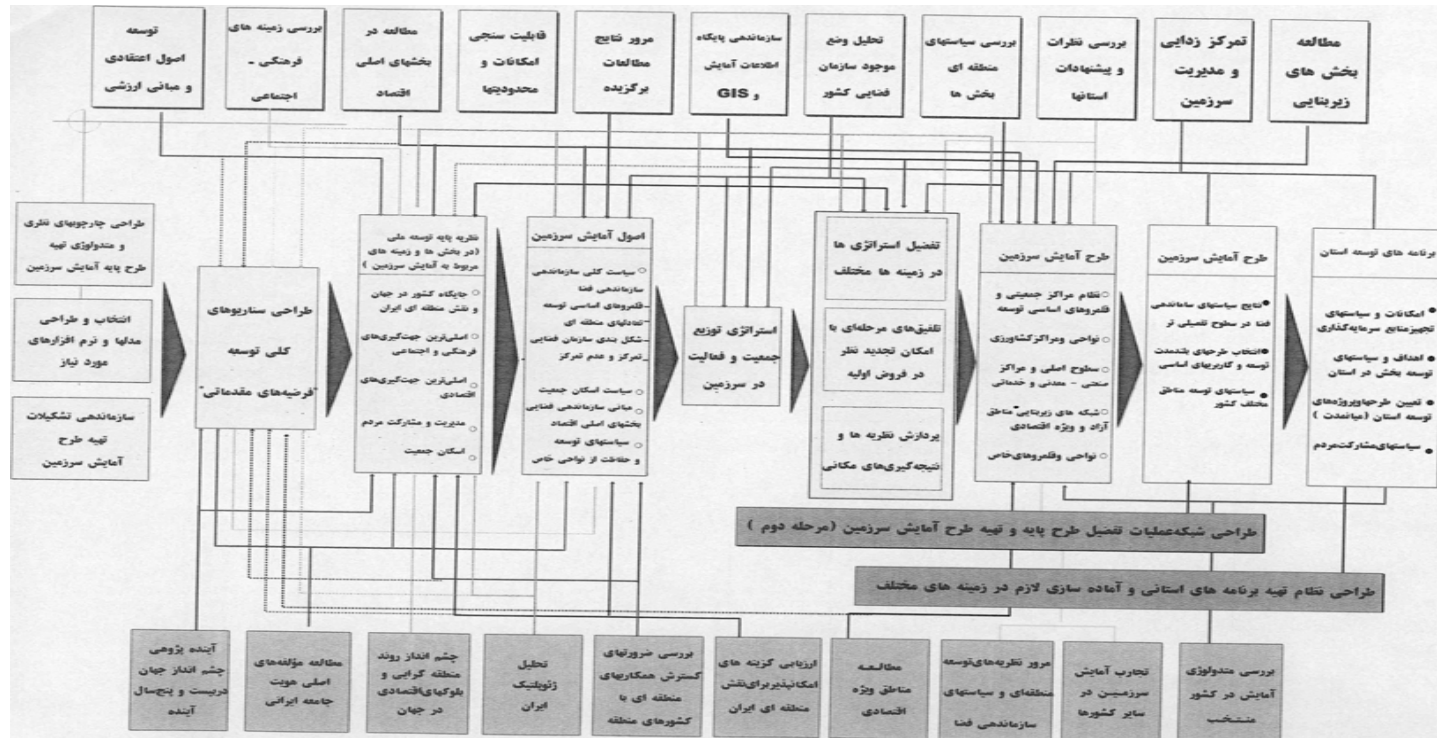 توسعه
اصول اعتقادی
و مبانی ارزشی
بررسی زمینه های
فرهنگی -
اجتماعی
مطالعه در
بخشهای اصلی
اقتصاد
قابلیت سنجی
امکانات و
محدودیتها
مرور نتایج
مطالعات
برگزیده
سازماندهی پایگاه
اطلاعات آمایش
و GIS
تحلیل وضع
موجود سازمان
فضایی کشور
بررسی سیاستهای
منطقه ای
بخش ها
بررسی نظرات
و پیشنهادات
استانها
تمرکز زدایی
و مدیریت
سرزمین
مطالعه
بخش های
زیربنایی
طراحی چارچوبهای نظری
و متدولوژی تهیه
طرح پایه آمایش سرزمین
انتخاب و طراحی
مدلها و نرم افزارهای
مورد نیاز
سازماندهی تشکیلات
تهیه طرح
آمایش سرزمین
طراحی سناریوهای
کلی توسعه
"فرضیه‌های مقدماتی"
نظریه پایه توسعه ملی
(در بخش ها و زمینه های
مربوط به آمایش سرزمین )
جایگاه کشور در جهان
و نقش منطقه ای ایران
اصلی‌ترین جهت‌گیری‌های
فرهنگی و اجتماعی
اصلی‌ترین جهت‌گیری‌های
اقتصادی
مدیریت و مشارکت مردم
اسکان جمعیت
اصول آمایش سرزمین
سیاست کلی سازماندهی
سازماندهی فضا
قلمروهای اساسی توسعه
تعادلهای منطقه ای
شکل بندی سازمان فضایی
تمرکز و عدم تمرکز
سیاست اسکان جمعیت
مبانی سازماندهی فضایی
بخشهای اصلی اقتصاد
سیاستهای توسعه
و حفاظت از نواحی خاص
استراتژی توزیع
جمعیت و فعالیت
در سرزمین
تفضیل استراتژی ها
در زمینه ها مختلف
تلفیق‌های مرحله‌ای با
امکان تجدید نظر
در فروض اولیه
پردازش نظریه ها و
نتیجه‌گیری‌های مکانی
طرح آمایش سرزمین
نظام مراکز جمعیتی و
قلمروهای اساسی توسعه
نواحی ومراکزکشاورزی
سطوح اصلی و مراکز
صنعتی - معدنی و خدماتی
شبکه های زیربنایی مناطق
آزاد و ویژه اقتصادی
نواحی وقلمروهای‌خاص
طرح آمایش سرزمین
نتایج سیاستهای ساماندهی
فضا در سطوح تفصیلی تر
انتخاب طرحهای بلندمدت
توسعه و کاربریهای اساسی
سیاستهای توسعه مناطق
مختلف کشور
برنامه های توسعه استان
امکانات و سیاستهای
تجهیزمنابع سرمایه‌گذاری
اهداف و سیاستهای
توسعه بخش در استان
تعیین طرحهاوپروژه‌های
توسعه استان (میانمدت )
سیاستهای‌مشارکت‌مردم
طراحی شبکه‌عملیات تفضیل طرح پایه و تهیه طرح آمایش سرزمین (مرحله دوم )
طراحی نظام تهیه برنامه های استانی و آماده سازی لازم در زمینه های مختلف
آینده پژوهی
چشم انداز جهان
دربیست و پنج‌سال
آینده
مطالعه مؤلفه‌های
اصلی هویت
جامعه ایرانی
چشم انداز روند
منطقه گرایی و
بلوکهای‌اقتصادی
در جهان
تحلیل
ژئوپلتیک
ایران
بررسی ضرورتهای
گسترش همکاریهای
منطقه ای با
کشورهای منطقه
ارزیابی گزینه های
امکانپذیربرای‌نقش
منطقه ای ایران
مطالعه
مناطق ویژه
اقتصادی
مرور نظریه‌های‌توسعه
منطقه‌ای و سیاستهای
سازماندهی فضا
تجارب آمایش
سرزمین در
سایر کشورها
بررسی متدولوژی
آمایش در کشور
منتخب